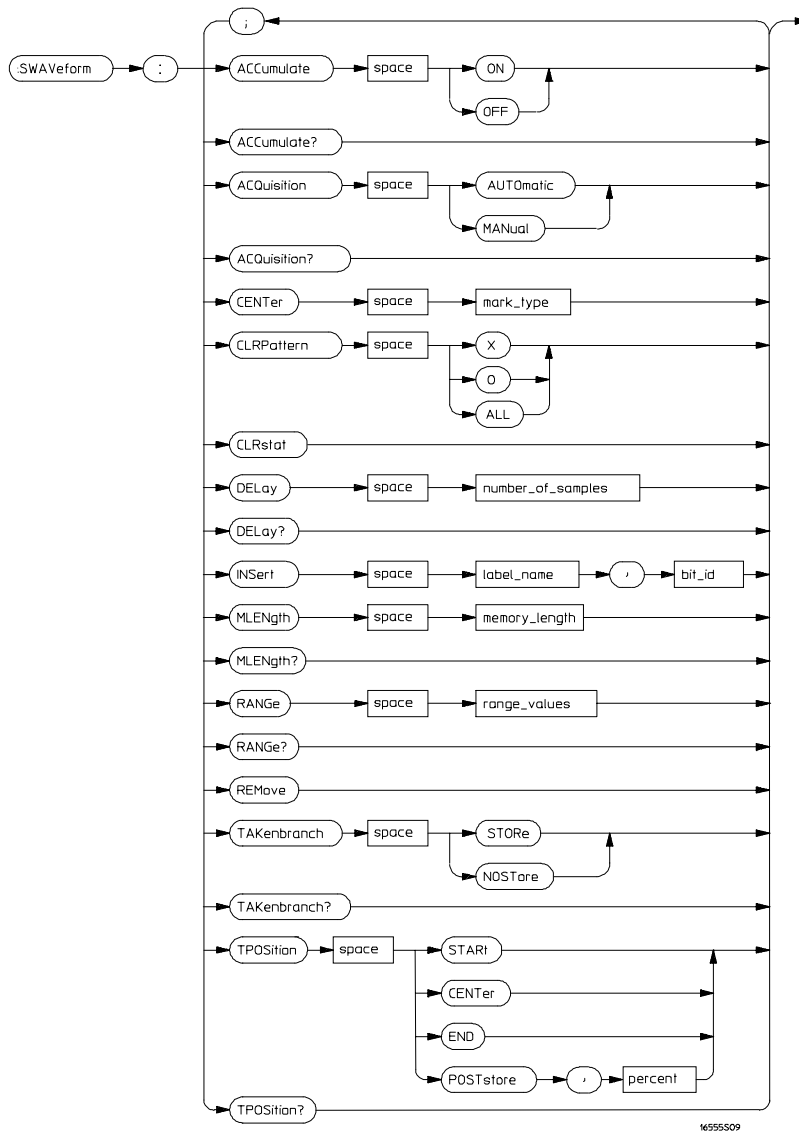 ;
:SWAVeform : ACCumulate space ON
OFF
ACCumulate?
ACQuisition space AUTOmatic
MANual
ACQuisition?
CENTer space mark_type
CLRPattern space X
O
ALL
CLRstat
DELay space number_of_samples
DELay?
INSert space label_name , bit_id
MLENgth space memory_length
MLENgth?
RANGe space range_values
RANGe?
REMove
TAKenbranch space STORe
NOSTore
TAKenbranch?
TPOSition space STARt
CENTer
END
POSTstore , percent
TPOSition?
16555S09